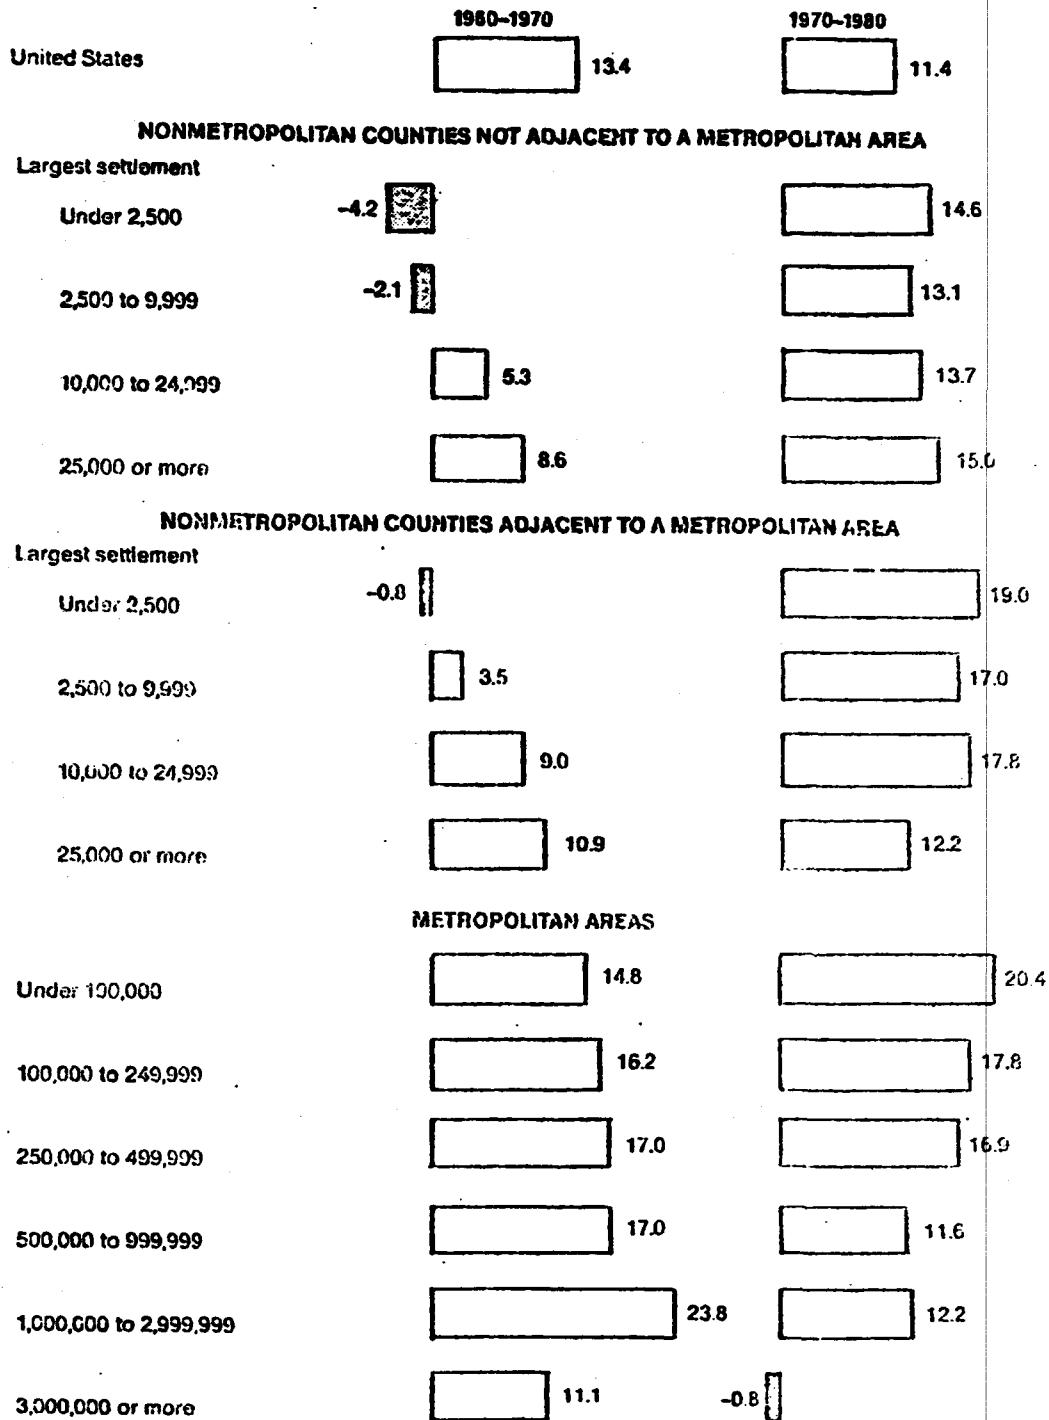 1960–1970 1970–1980
United States 13.4 11.4
NONMETROPOLITAN COUNTIES NOT ADJACENT TO A METROPOLITAN AREA
Largest settlement
Under 2,500 –4.2 14.6
2,500 to 9,999 –2.1 13.1
10,000 to 24,999 5.3 13.7
25,000 or more 8.6 15.0
NONMETROPOLITAN COUNTIES ADJACENT TO A METROPOLITAN AREA
Largest settlement
Under 2,500 –0.8 19.0
2,500 to 9,999 3.5 17.0
10,000 to 24,999 9.0 17.8
25,000 or more 10.9 12.2
METROPOLITAN AREAS
Under 100,000 14.8 20.4
100,000 to 249,999 16.2 17.8
250,000 to 499,999 17.0 16.9
500,000 to 999,999 17.0 11.6
1,000,000 to 2,999,999 23.8 12.2
3,000,000 or more 11.1 –0.8